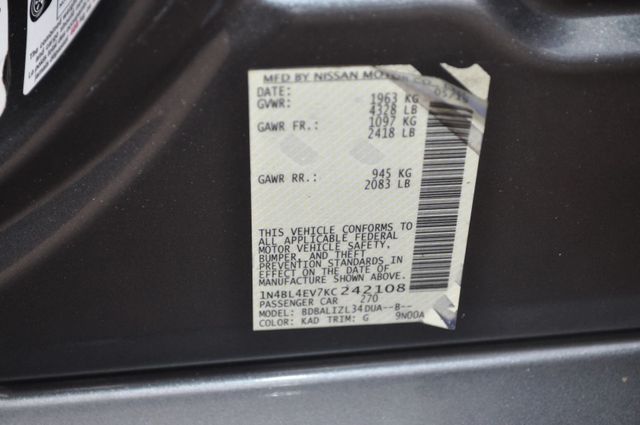 MFD BY NISSAN MOTOR CO
DATE:
GVWR: 1963 KG
4328 LB
GAWR FR.: 1097 KG
2418 LB
GAWR RR.: 945 KG
2083 LB
THIS VEHICLE CONFORMS TO
ALL APPLICABLE FEDERAL
MOTOR VEHICLE SAFETY,
BUMPER, AND THEFT
PREVENTION STANDARDS IN
EFFECT ON THE DATE OF
MANUFACTURE SHOWN ABOVE.
1N4BL4EV7KC242108
PASSENGER CAR 270
MODEL: BDBALIZL34DUA--B--
COLOR: KAD TRIM: G 9N00A